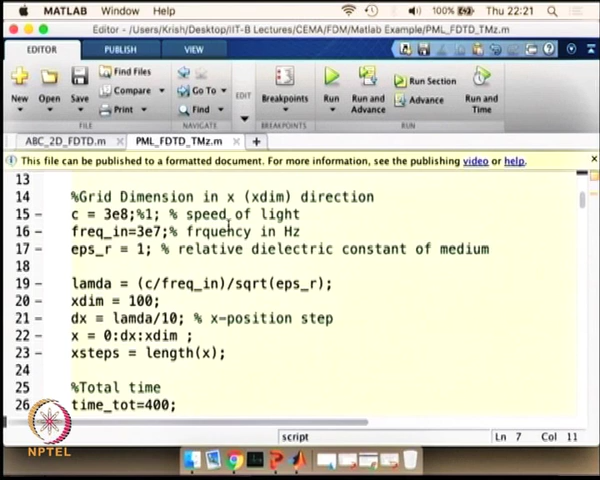 MATLAB Window Help 100% Thu 22:21
Editor - /Users/Krish/Desktop/IIT-B Lectures/CEMA/FDM/Matlab Example/PML_FDTD_TMz.m
EDITOR PUBLISH VIEW
New Open Save Find Files Compare Print Go To Find EDIT Breakpoints Run Run and Advance Run Section Advance Run and Time
FILE NAVIGATE BREAKPOINTS RUN
ABC_2D_FDTD.m × PML_FDTD_TMz.m × +
This file can be published to a formatted document. For more information, see the publishing video or help. ×
13
14 %Grid Dimension in x (xdim) direction
15 - c = 3e8;%1; % speed of light
16 - freq_in=3e7;% frquehcy in Hz
17 - eps_r = 1; % relative dielectric constant of medium
18
19 - lamda = (c/freq_in)/sqrt(eps_r);
20 - xdim = 100;
21 - dx = lamda/10; % x-position step
22 - x = 0:dx:xdim ;
23 - xsteps = length(x);
24
25 %Total time
26 - time_tot=400;
script Ln 7 Col 11
NPTEL